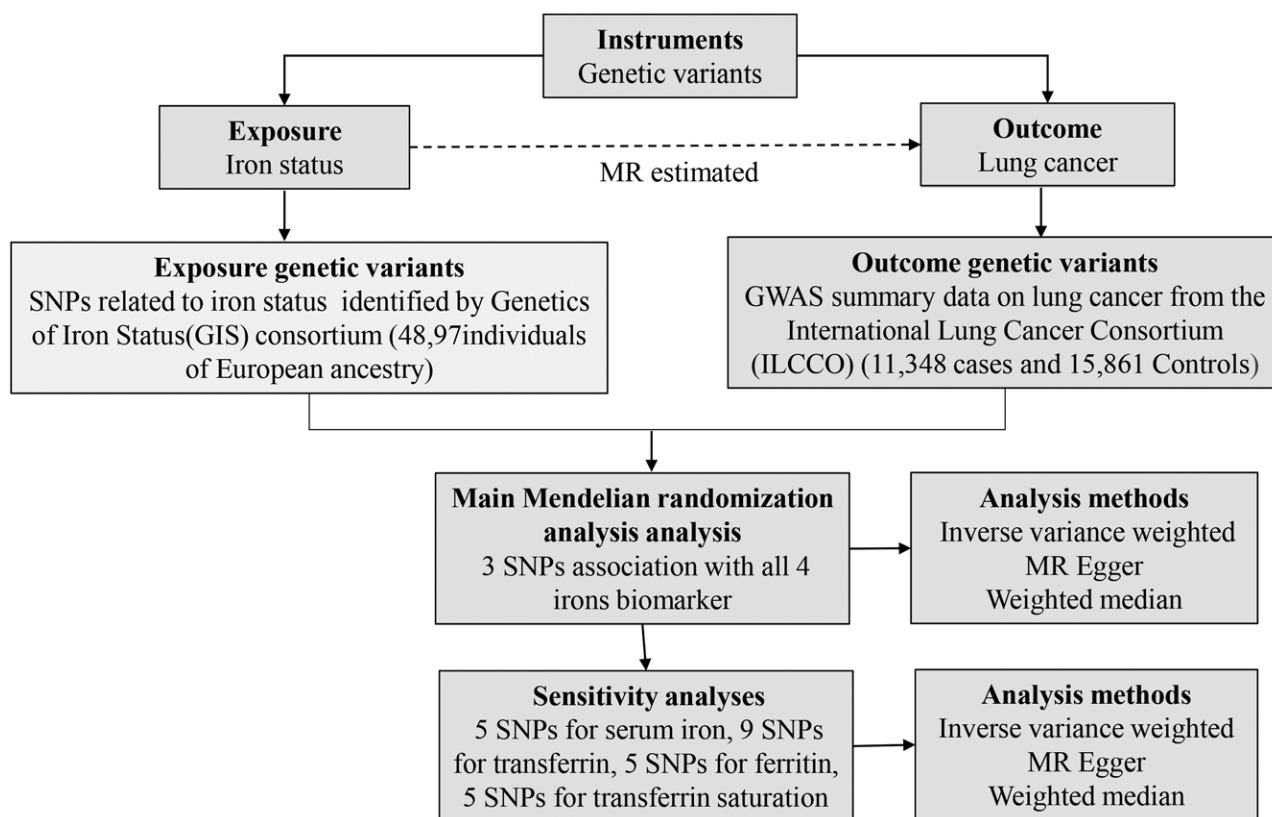 Instruments
Genetic variants
Exposure
Iron status
Outcome
Lung cancer
MR estimated
Exposure genetic variants
SNPs related to iron status identified by Genetics
of Iron Status(GIS) consortium (48,97individuals
of European ancestry)
Outcome genetic variants
GWAS summary data on lung cancer from the
International Lung Cancer Consortium
(ILCCO) (11,348 cases and 15,861 Controls)
Main Mendelian randomization
analysis analysis
3 SNPs association with all 4
irons biomarker
Analysis methods
Inverse variance weighted
MR Egger
Weighted median
Sensitivity analyses
5 SNPs for serum iron, 9 SNPs
for transferrin, 5 SNPs for ferritin,
5 SNPs for transferrin saturation
Analysis methods
Inverse variance weighted
MR Egger
Weighted median